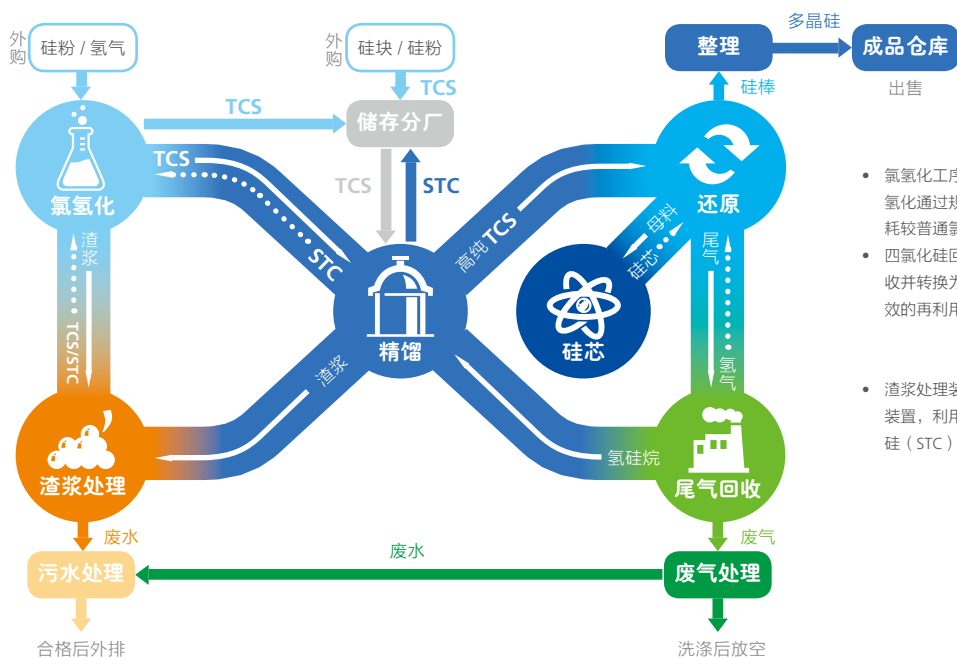 外购
硅粉 / 氢气
外购
硅块 / 硅粉
整理
多晶硅
成品仓库
出售
TCS
TCS
储存分厂
硅棒
氯氢化
TCS
STC
TCS
STC
高纯TCS
还原
母料
硅芯
尾气
氢气
硅芯
精馏
渣浆
TCS/STC
渣浆
氢硅烷
渣浆处理
尾气回收
废水
废气
污水处理
废水
废气处理
合格后外排
洗涤后放空
• 氯氢化工序
氢化通过规
耗较普通氯
• 四氯化硅回
收并转换为
效的再利用
• 渣浆处理装
装置，利用
硅（STC）